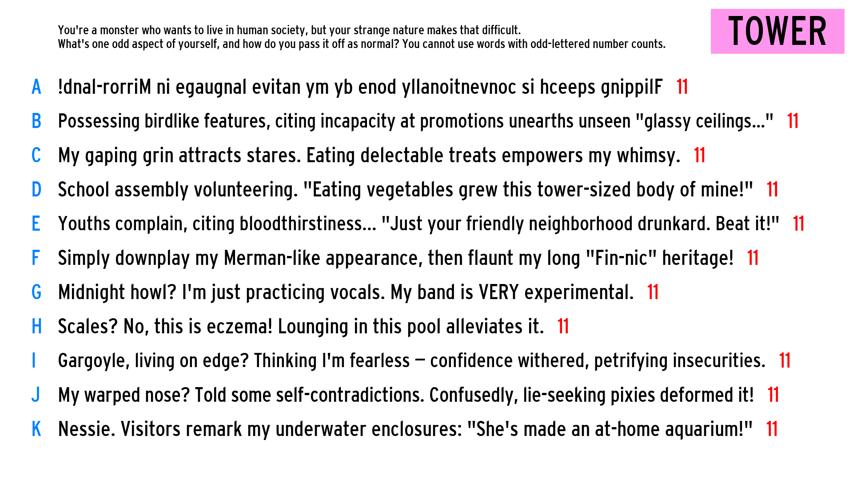 You're a monster who wants to live in human society, but your strange nature makes that difficult.
What's one odd aspect of yourself, and how do you pass it off as normal? You cannot use words with odd-lettered number counts.
TOWER
A !dnal-rorriM ni egaugnal evitan ym yb enod yllanoitnevnoc si hceeps gnippilF 11
B Possessing birdlike features, citing incapacity at promotions unearths unseen "glassy ceilings..." 11
C My gaping grin attracts stares. Eating delectable treats empowers my whimsy. 11
D School assembly volunteering. "Eating vegetables grew this tower-sized body of mine!" 11
E Youths complain, citing bloodthirstiness... "Just your friendly neighborhood drunkard. Beat it!" 11
F Simply downplay my Merman-like appearance, then flaunt my long "Fin-nic" heritage! 11
G Midnight howl? I'm just practicing vocals. My band is VERY experimental. 11
H Scales? No, this is eczema! Lounging in this pool alleviates it. 11
I Gargoyle, living on edge? Thinking I'm fearless – confidence withered, petrifying insecurities. 11
J My warped nose? Told some self-contradictions. Confusedly, lie-seeking pixies deformed it! 11
K Nessie. Visitors remark my underwater enclosures: "She's made an at-home aquarium!" 11